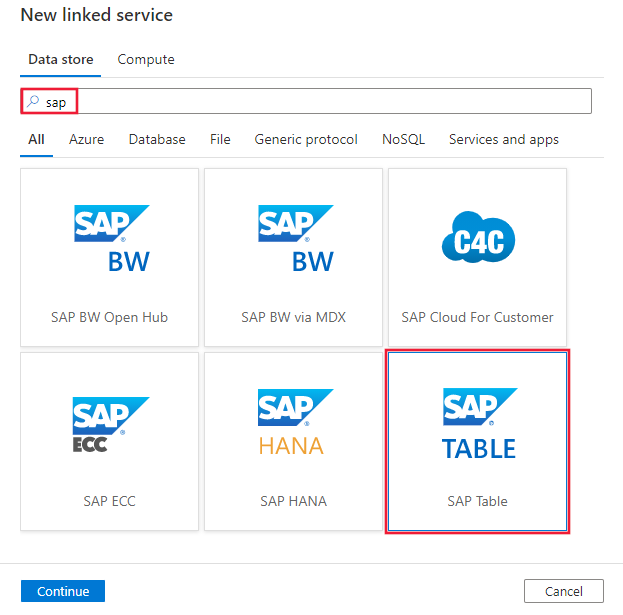 New linked service
Data store Compute
sap
All Azure Database File Generic protocol NoSQL Services and apps
SAP® BW SAP® BW C4C
SAP BW Open Hub SAP BW via MDX SAP Cloud For Customer
SAP® ECC SAP® HANA SAP® TABLE
SAP ECC SAP HANA SAP Table
Continue Cancel